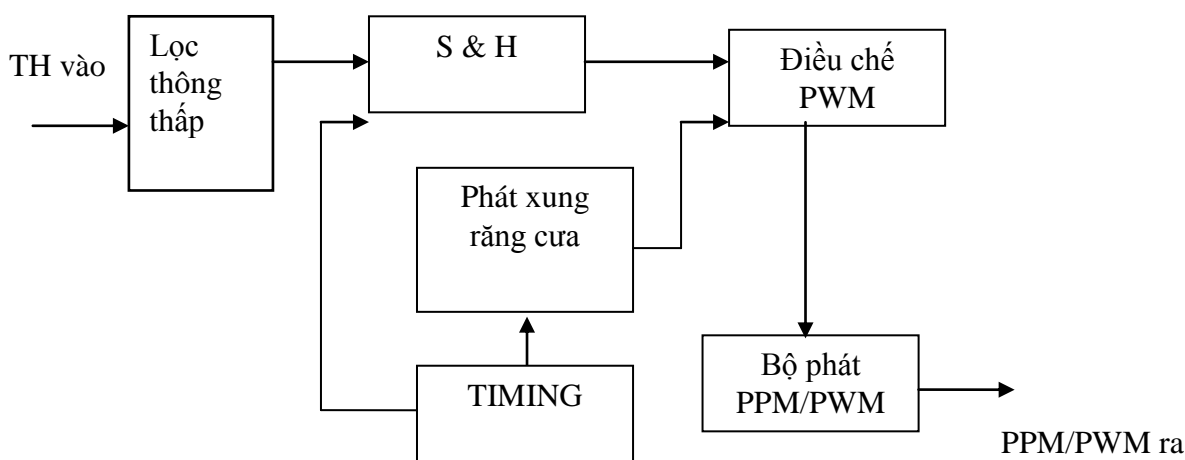 TH vào
Lọc
thông
thấp
S & H
Điều chế
PWM
Phát xung
răng cưa
TIMING
Bộ phát
PPM/PWM
PPM/PWM ra